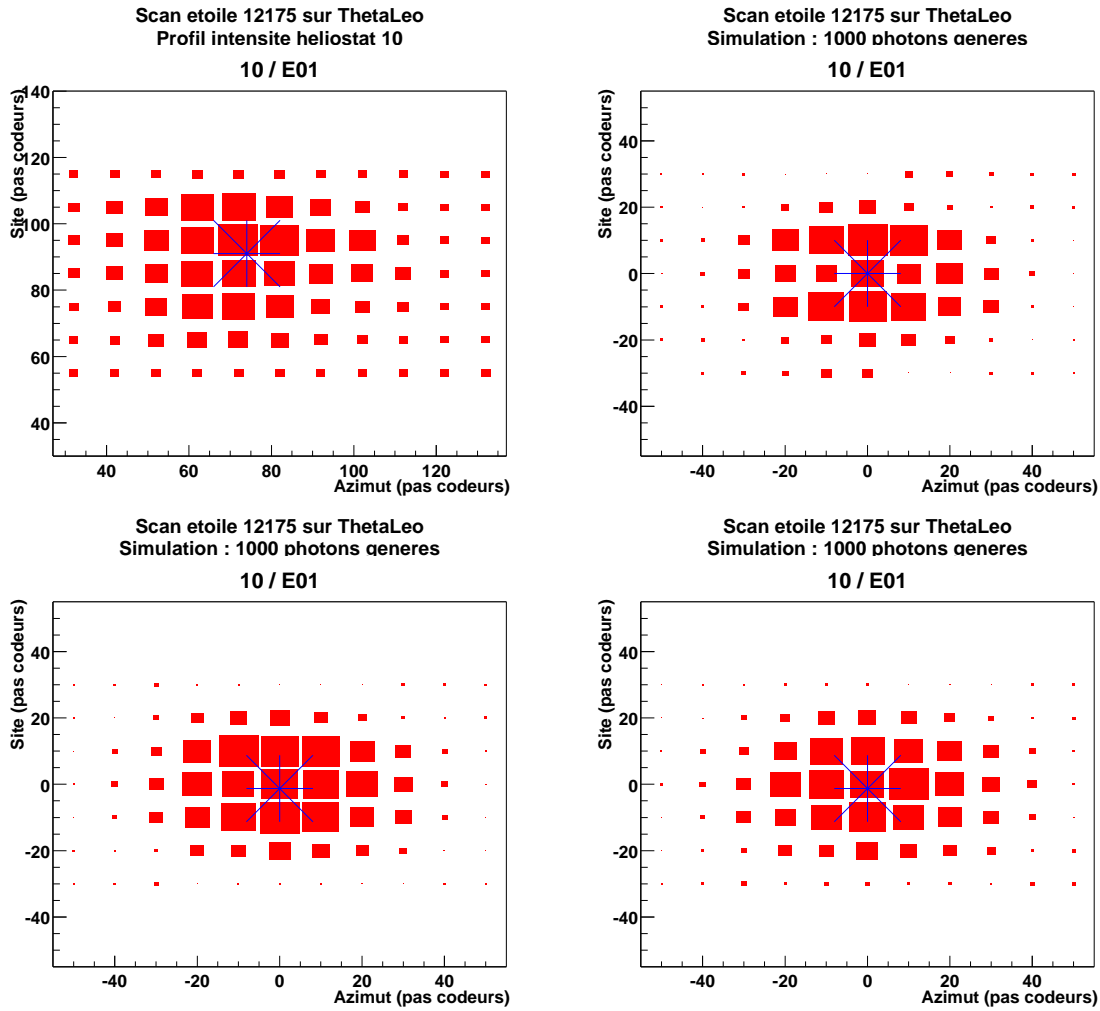 Scan etoile 12175 sur ThetaLeo
Profil intensite heliostat 10
10 / E01
Site (pas codeurs)
140
120
100
80
60
40
40
60
80
100
120
Azimut (pas codeurs)
Scan etoile 12175 sur ThetaLeo
Simulation : 1000 photons generes
10 / E01
Site (pas codeurs)
40
20
0
-20
-40
-40
-20
0
20
40
Azimut (pas codeurs)
Scan etoile 12175 sur ThetaLeo
Simulation : 1000 photons generes
10 / E01
Site (pas codeurs)
40
20
0
-20
-40
-40
-20
0
20
40
Azimut (pas codeurs)
Scan etoile 12175 sur ThetaLeo
Simulation : 1000 photons generes
10 / E01
Site (pas codeurs)
40
20
0
-20
-40
-40
-20
0
20
40
Azimut (pas codeurs)